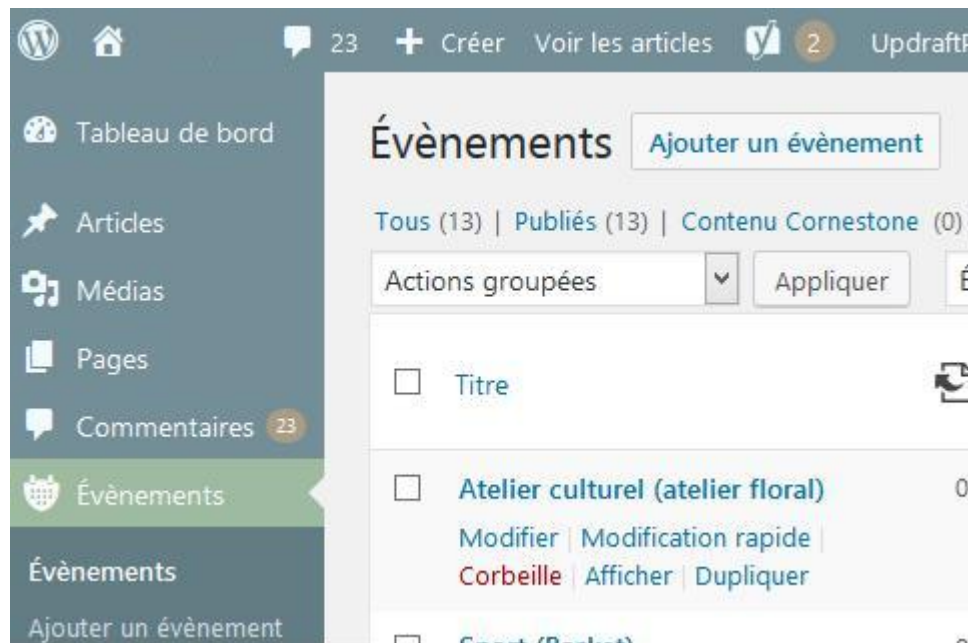 23 + Créer Voir les articles 2 UpdraftP
Tableau de bord
Articles
Médias
Pages
Commentaires 23
Évènements
Évènements
Ajouter un évènement
Évènements Ajouter un évènement
Tous (13) | Publiés (13) | Contenu Cornestone (0)
Actions groupées Appliquer
Titre
Atelier culturel (atelier floral)
Modifier | Modification rapide |
Corbeille | Afficher | Dupliquer